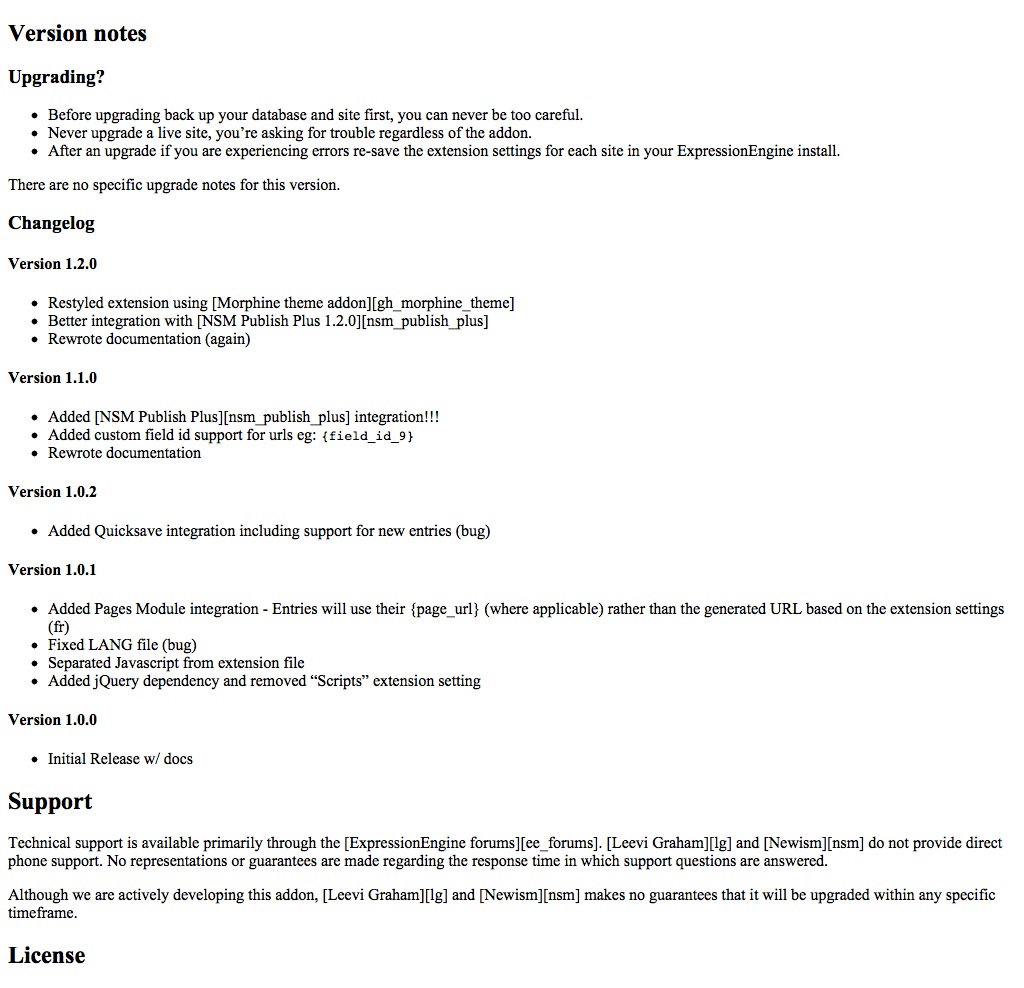 Version notes
Upgrading?
• Before upgrading back up your database and site first, you can never be too careful.
• Never upgrade a live site, you’re asking for trouble regardless of the addon.
• After an upgrade if you are experiencing errors re-save the extension settings for each site in your ExpressionEngine install.
There are no specific upgrade notes for this version.
Changelog
Version 1.2.0
• Restyled extension using [Morphine theme addon][gh_morphine_theme]
• Better integration with [NSM Publish Plus 1.2.0][nsm_publish_plus]
• Rewrote documentation (again)
Version 1.1.0
• Added [NSM Publish Plus][nsm_publish_plus] integration!!!
• Added custom field id support for urls eg: {field_id_9}
• Rewrote documentation
Version 1.0.2
• Added Quicksave integration including support for new entries (bug)
Version 1.0.1
• Added Pages Module integration - Entries will use their {page_url} (where applicable) rather than the generated URL based on the extension settings
(fr)
• Fixed LANG file (bug)
• Separated Javascript from extension file
• Added jQuery dependency and removed “Scripts” extension setting
Version 1.0.0
• Initial Release w/ docs
Support
Technical support is available primarily through the [ExpressionEngine forums][ee_forums]. [Leevi Graham][lg] and [Newism][nsm] do not provide direct
phone support. No representations or guarantees are made regarding the response time in which support questions are answered.
Although we are actively developing this addon, [Leevi Graham][lg] and [Newism][nsm] makes no guarantees that it will be upgraded within any specific
timeframe.
License